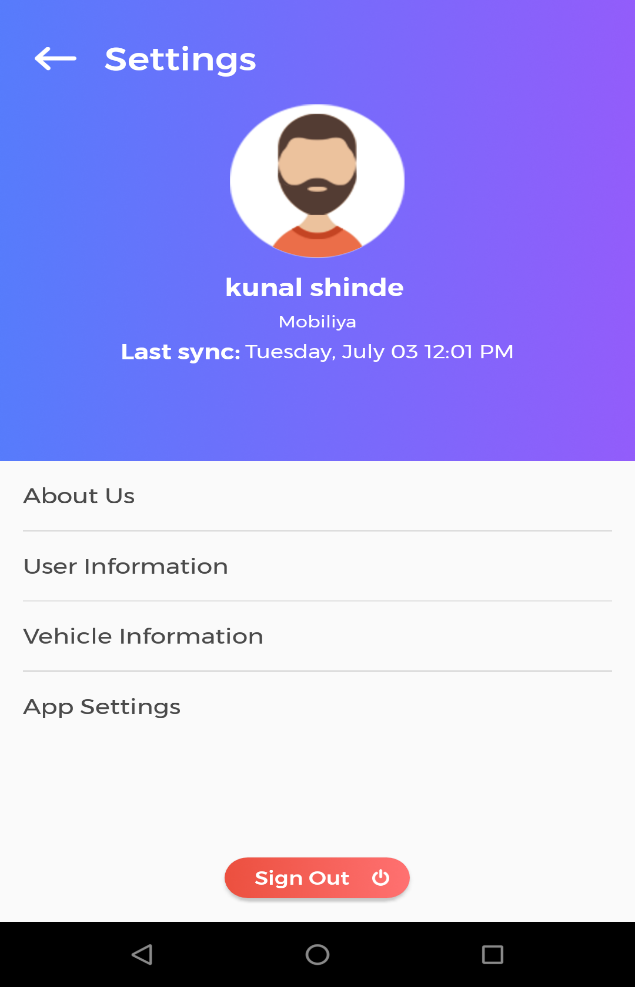 Settings
kunal shinde
Mobiliya
Last sync: Tuesday, July 03 12:01 PM
About Us
User Information
Vehicle Information
App Settings
Sign Out